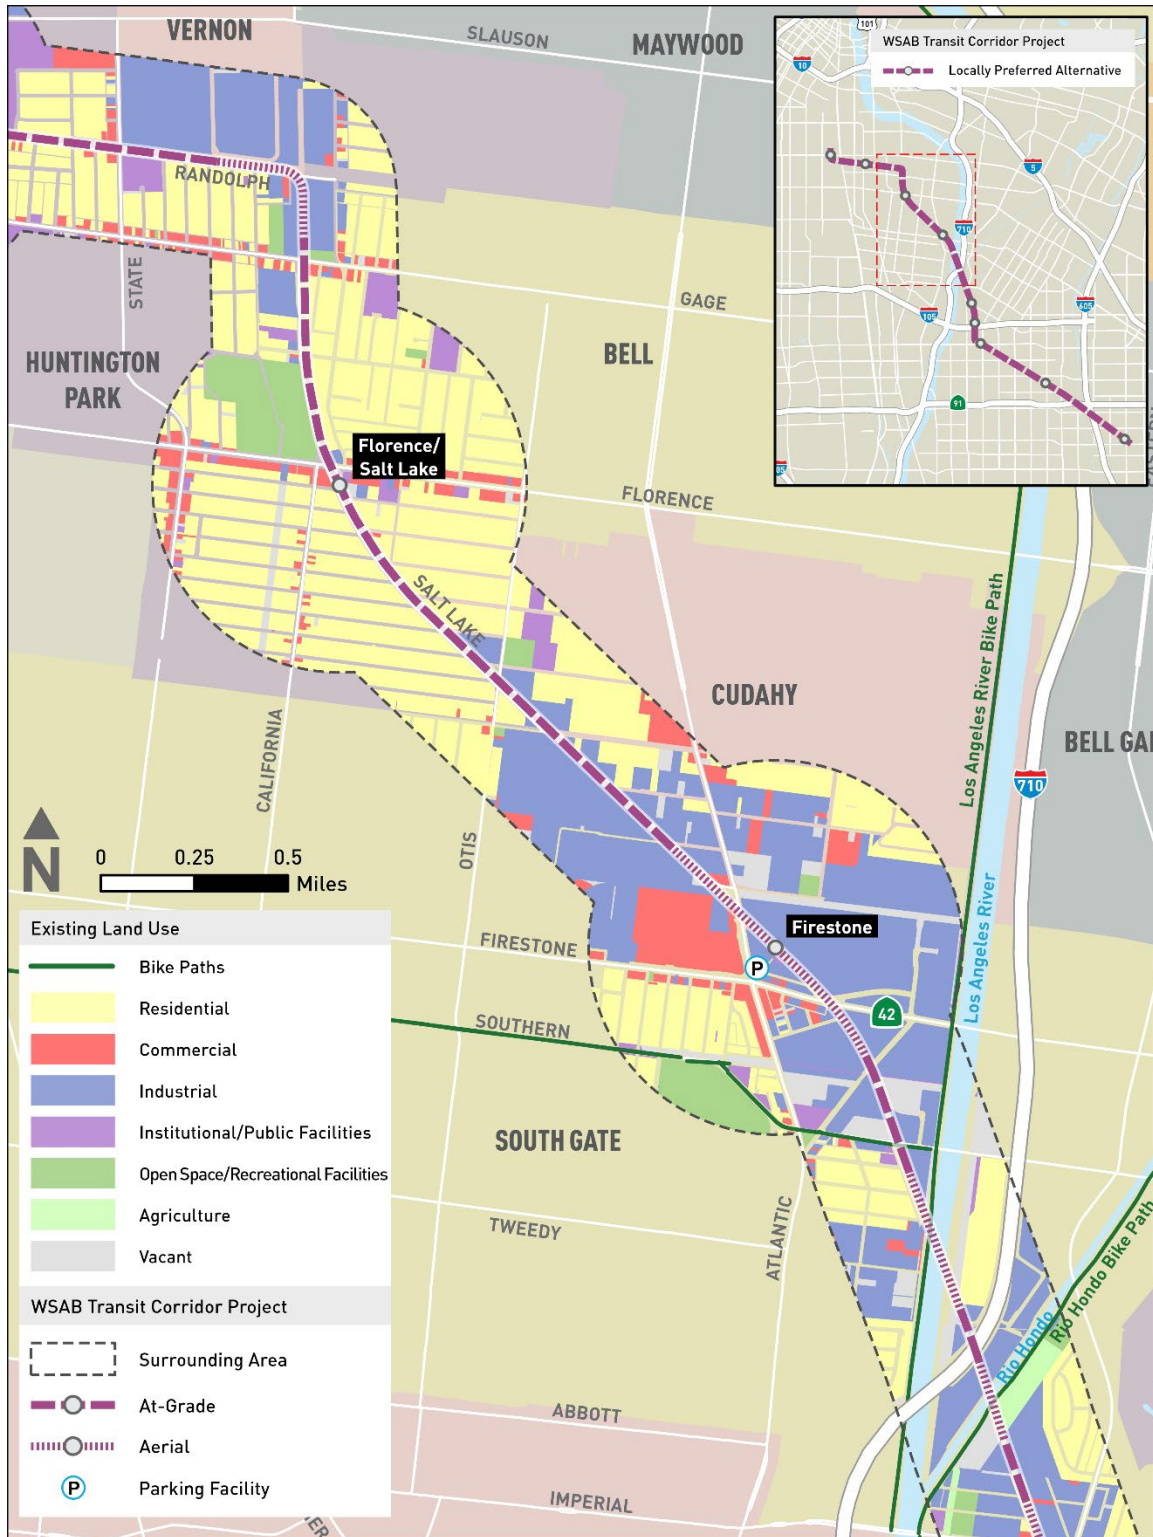 VERNON
SLAUSON
MAYWOOD
RANDOLPH
STATE
GAGE
BELL
HUNTINGTON
PARK
Florence/
Salt Lake
FLORENCE
SALT LAKE
CUDAHY
Los Angeles River Bike Path
BELL GA
710
CALIFORNIA
OTIS
N
0 0.25 0.5
Miles
Firestone
FIRESTONE
P
Los Angeles River
42
SOUTHERN
SOUTH GATE
TWEEDY
ATLANTIC
Rio Hondo
Rio Hondo Bike Path
ABBOTT
IMPERIAL
WSAB Transit Corridor Project
Locally Preferred Alternative
101
10
5
710
105
605
91
05
Existing Land Use
Bike Paths
Residential
Commercial
Industrial
Institutional/Public Facilities
Open Space/Recreational Facilities
Agriculture
Vacant
WSAB Transit Corridor Project
Surrounding Area
At-Grade
Aerial
P Parking Facility